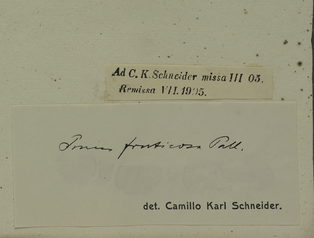 Ad C. K. Schneider missa III 05.
Remissa VII. 1905.
Prunus fruticosa Pall.
det. Camillo Karl Schneider.